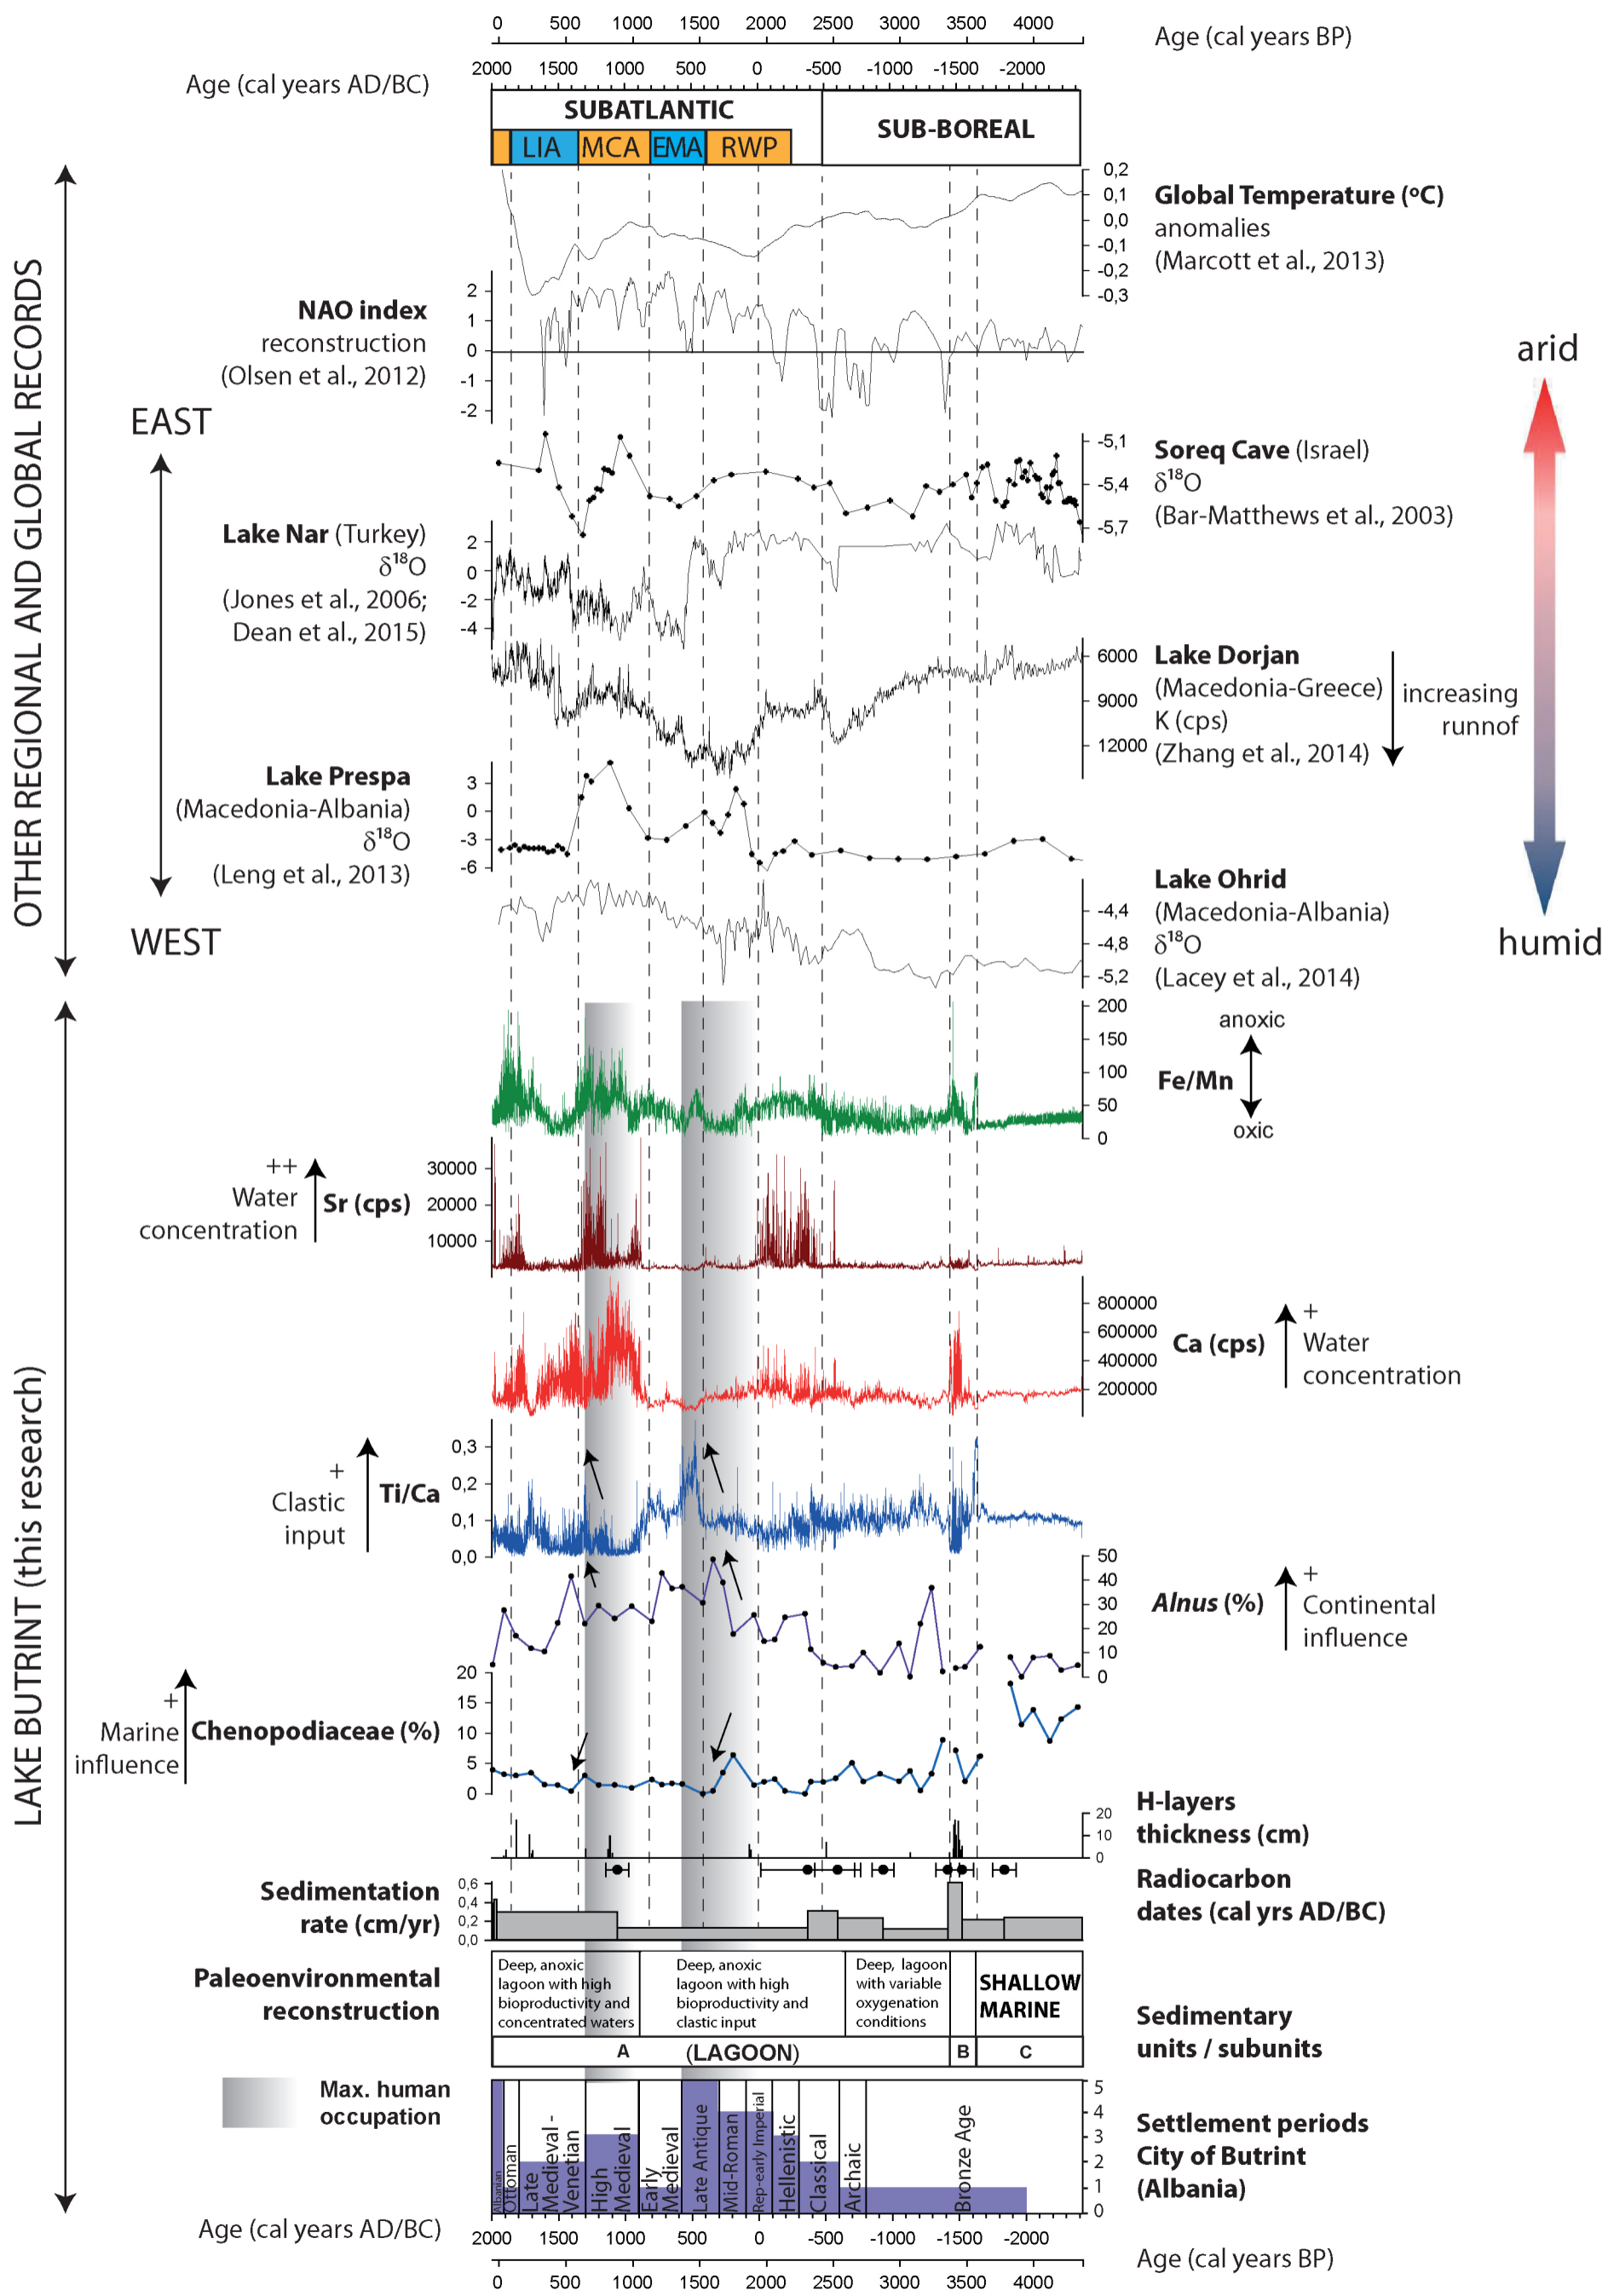 0 500 1000 1500 2000 2500 3000 3500 4000
Age (cal years BP)
2000 1500 1000 500 0 -500 -1000 -1500 -2000
Age (cal years AD/BC)
SUBATLANTIC
SUB-BOREAL
LIA MCA EMA RWP
OTHER REGIONAL AND GLOBAL RECORDS
EAST
WEST
0,2
0,1
0,0
-0,1
-0,2
-0,3
Global Temperature (ºC)
anomalies
(Marcott et al., 2013)
NAO index
reconstruction
(Olsen et al., 2012)
2
1
0
-1
-2
arid
humid
-5,1
-5,4
-5,7
Soreq Cave (Israel)
δ¹⁸O
(Bar-Matthews et al., 2003)
Lake Nar (Turkey)
δ¹⁸O
(Jones et al., 2006;
Dean et al., 2015)
2
0
-2
-4
6000
9000
12000
Lake Dorjan
(Macedonia-Greece)
K (cps)
(Zhang et al., 2014)
increasing
runnof
Lake Prespa
(Macedonia-Albania)
δ¹⁸O
(Leng et al., 2013)
3
0
-3
-6
-4,4
-4,8
-5,2
Lake Ohrid
(Macedonia-Albania)
δ¹⁸O
(Lacey et al., 2014)
LAKE BUTRINT (this research)
200
150
100
50
0
anoxic
Fe/Mn
oxic
++
Water
concentration
Sr (cps)
30000
20000
10000
800000
600000
400000
200000
Ca (cps)
+
Water
concentration
+
Clastic
input
Ti/Ca
0,3
0,2
0,1
0,0
50
40
30
20
10
0
Alnus (%)
+
Continental
influence
+
Marine
influence
Chenopodiaceae (%)
20
15
10
5
0
20
10
0
H-layers
thickness (cm)
Radiocarbon
dates (cal yrs AD/BC)
Sedimentation
rate (cm/yr)
0,6
0,4
0,2
0,0
Paleoenvironmental
reconstruction
Deep, anoxic
lagoon with high
bioproductivity and
concentrated waters
Deep, anoxic
lagoon with high
bioproductivity and
clastic input
Deep, lagoon
with variable
oxygenation
conditions
SHALLOW
MARINE
A (LAGOON) B C
Sedimentary
units / subunits
Max. human
occupation
Albanian
Ottoman
Late
Medieval -
Venetian
High
Medieval
Early
Medieval
Late Antique
Mid-Roman
Rep-early Imperial
Hellenistic
Classical
Archaic
Bronze Age
5
4
3
2
1
0
Settlement periods
City of Butrint
(Albania)
Age (cal years AD/BC)
2000 1500 1000 500 0 -500 -1000 -1500 -2000
Age (cal years BP)
0 500 1000 1500 2000 2500 3000 3500 4000